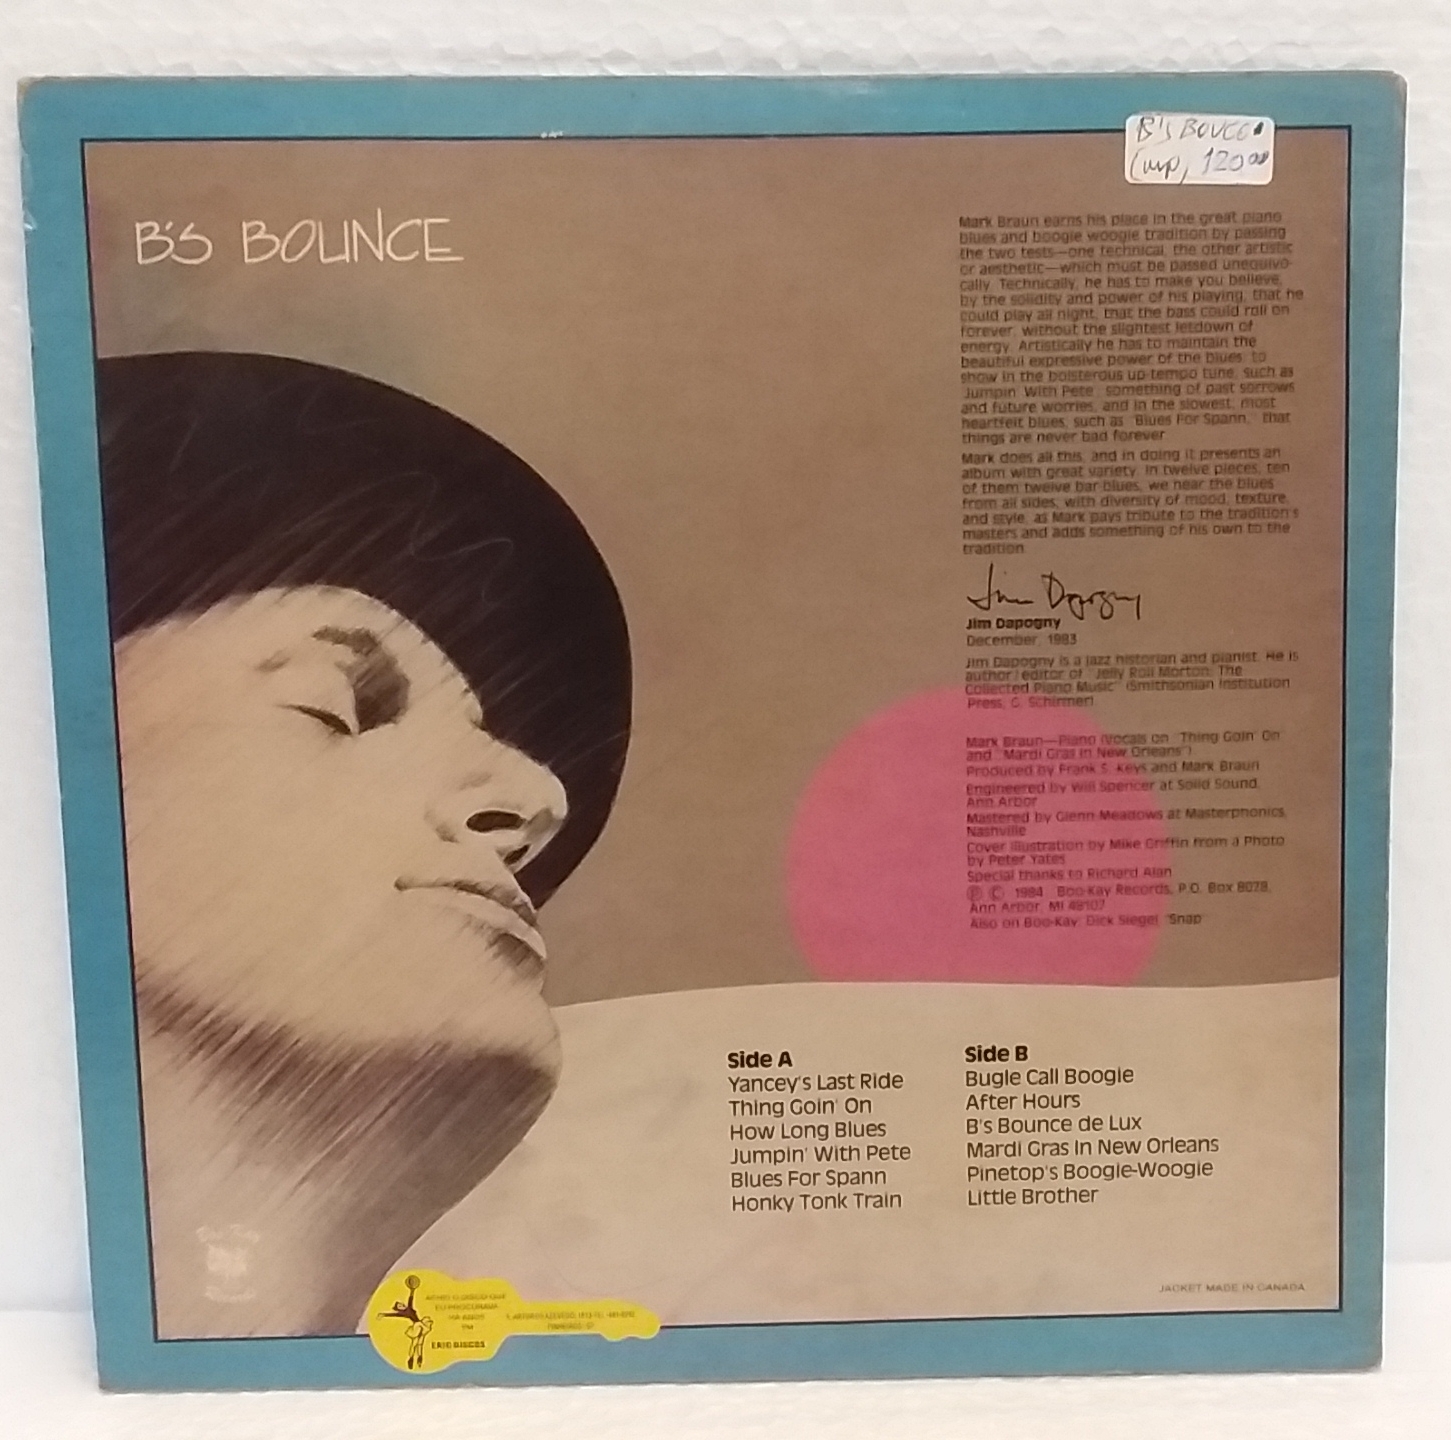 B's BOUCE
(imp, 120⁰⁰
B'S BOUNCE
Mark Braun earns his place in the great piano
blues and boogie woogie tradition by passing
the two tests—one technical, the other artistic
or aesthetic—which must be passed unequivo-
cally. Technically, he has to make you believe,
by the solidity and power of his playing, that he
could play all night, that the bass could roll on
forever, without the slightest letdown of
energy. Artistically he has to maintain the
beautiful expressive power of the blues: to
show in the boisterous up-tempo tune, such as
"Jumpin' With Pete", something of past sorrows
and future worries, and in the slowest, most
heartfelt blues, such as "Blues For Spann," that
things are never bad forever.
Mark does all this, and in doing it presents an
album with great variety. In twelve pieces, ten
of them twelve bar blues, we hear the blues
from all sides, with diversity of mood, texture,
and style, as Mark pays tribute to the tradition's
masters and adds something of his own to the
tradition.
Jim Dapogny
Jim Dapogny
December, 1983
Jim Dapogny is a jazz historian and pianist. He is
author/editor of "Jelly Roll Morton: The
Collected Piano Music" (Smithsonian Institution
Press, G. Schirmer)
Mark Braun—Piano (Vocals on "Thing Goin' On"
and "Mardi Gras in New Orleans")
Produced by Frank S. Keys and Mark Braun
Engineered by Will Spencer at Solid Sound,
Ann Arbor
Mastered by Glenn Meadows at Masterphonics,
Nashville
Cover illustration by Mike Griffin from a Photo
by Peter Yates
Special thanks to Richard Alan
Ⓟ © 1984 Boo-Kay Records, P.O. Box 8028,
Ann Arbor, MI 48107
Also on Boo-Kay: Dick Siegel "Snap"
Side A
Yancey's Last Ride
Thing Goin' On
How Long Blues
Jumpin' With Pete
Blues For Spann
Honky Tonk Train
Side B
Bugle Call Boogie
After Hours
B's Bounce de Lux
Mardi Gras In New Orleans
Pinetop's Boogie-Woogie
Little Brother
JACKET MADE IN CANADA
EU PROCURAVA
ERIC DISCOS